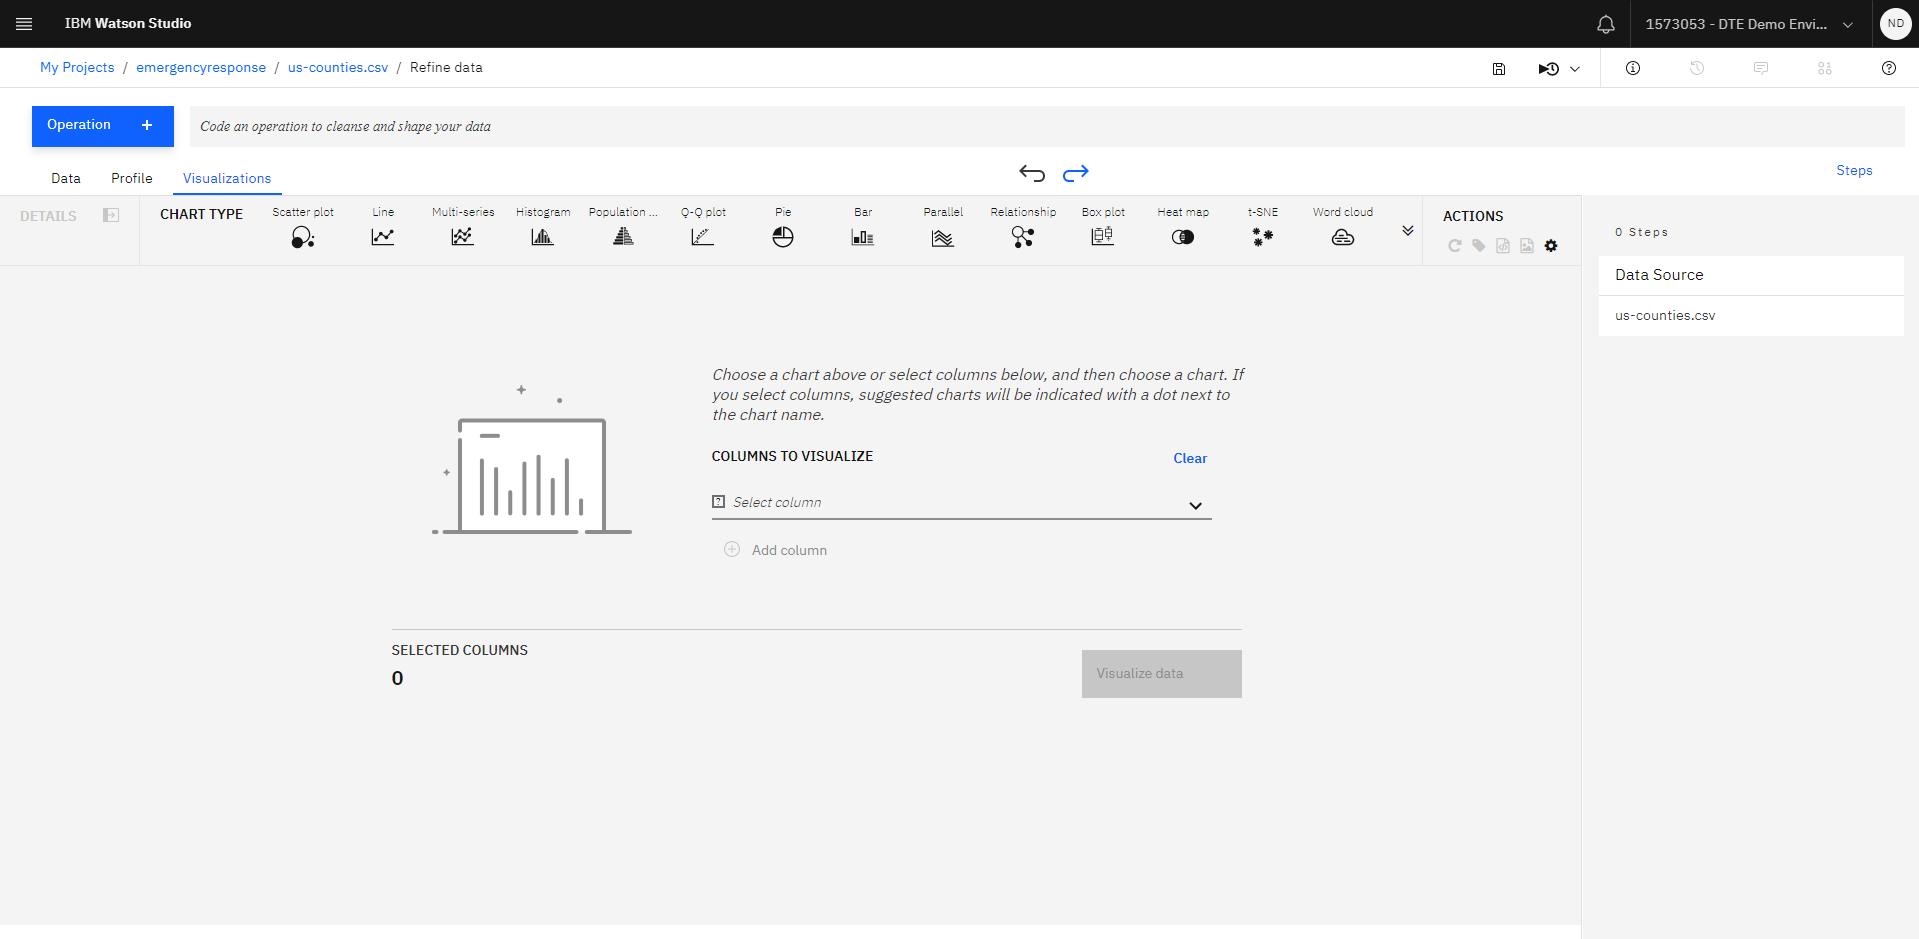 IBM Watson Studio
1573053 - DTE Demo Envi...
ND
My Projects / emergencyresponse / us-counties.csv / Refine data
Operation +
Code an operation to cleanse and shape your data
Data Profile Visualizations
Steps
DETAILS
CHART TYPE
Scatter plot Line Multi-series Histogram Population ... Q-Q plot Pie Bar Parallel Relationship Box plot Heat map t-SNE Word cloud
ACTIONS
0 Steps
Data Source
us-counties.csv
Choose a chart above or select columns below, and then choose a chart. If
you select columns, suggested charts will be indicated with a dot next to
the chart name.
COLUMNS TO VISUALIZE
Clear
? Select column
Add column
SELECTED COLUMNS
0
Visualize data